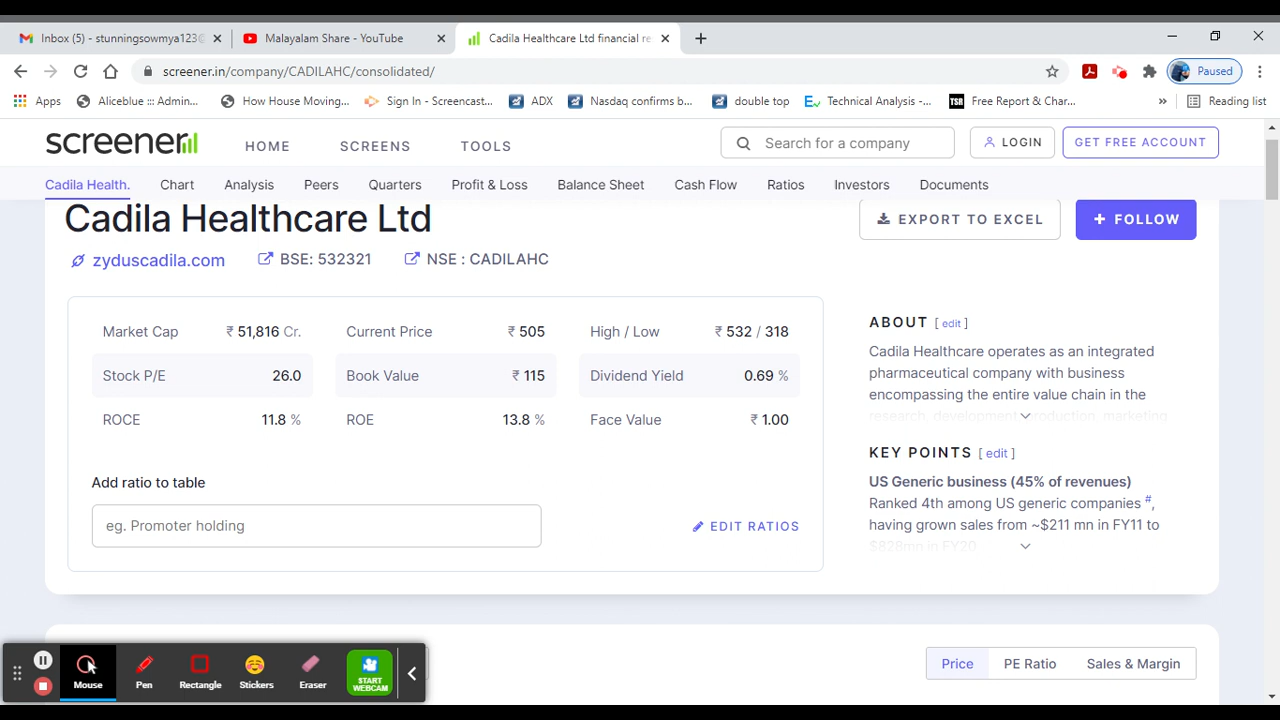 Inbox (5) - stunningsowmya123@
Malayalam Share - YouTube
Cadila Healthcare Ltd financial re
screener.in/company/CADILAHC/consolidated/
Paused
Apps
Aliceblue ::: Admin...
How House Moving...
Sign In - Screencast...
ADX
Nasdaq confirms b...
double top
Technical Analysis -...
TSR Free Report & Char...
»
Reading list
screener
HOME
SCREENS
TOOLS
Search for a company
LOGIN
GET FREE ACCOUNT
Cadila Health.
Chart
Analysis
Peers
Quarters
Profit & Loss
Balance Sheet
Cash Flow
Ratios
Investors
Documents
Cadila Healthcare Ltd
EXPORT TO EXCEL
+ FOLLOW
zyduscadila.com
BSE: 532321
NSE : CADILAHC
Market Cap ₹ 51,816 Cr.
Current Price ₹ 505
High / Low ₹ 532 / 318
Stock P/E 26.0
Book Value ₹ 115
Dividend Yield 0.69 %
ROCE 11.8 %
ROE 13.8 %
Face Value ₹ 1.00
Add ratio to table
eg. Promoter holding
EDIT RATIOS
ABOUT [ edit ]
Cadila Healthcare operates as an integrated
pharmaceutical company with business
encompassing the entire value chain in the
research, development, production, marketing
KEY POINTS [ edit ]
US Generic business (45% of revenues)
Ranked 4th among US generic companies #,
having grown sales from ~$211 mn in FY11 to
$828mn in FY20
Price
PE Ratio
Sales & Margin
Mouse
Pen
Rectangle
Stickers
Eraser
START
WEBCAM